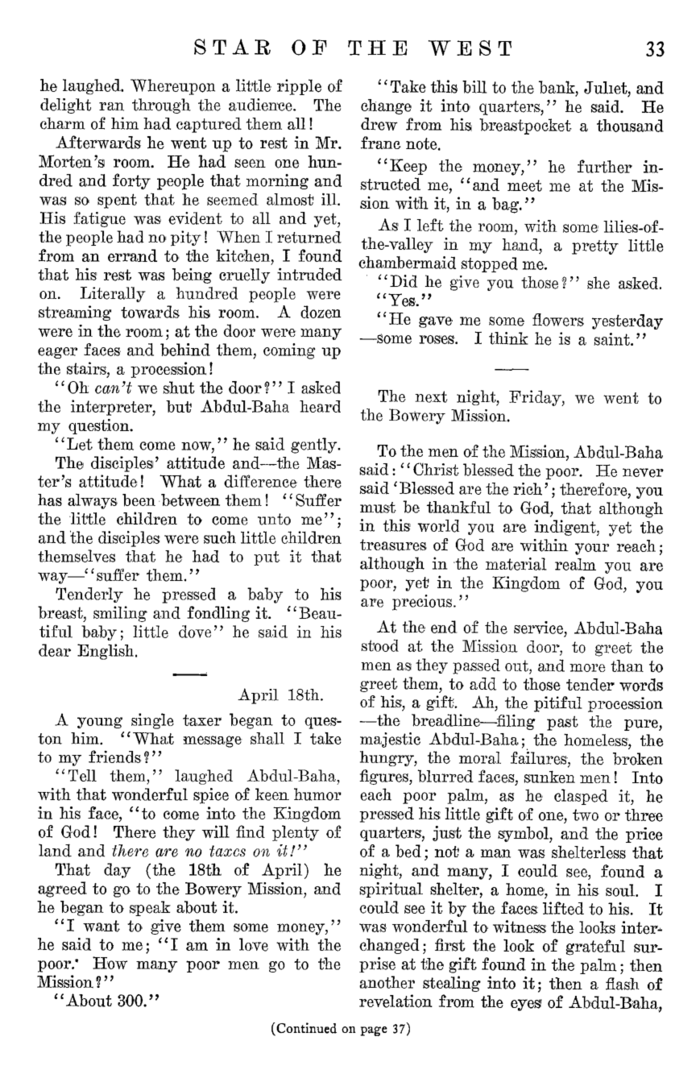 STAR OF THE WEST 33
he laughed. Whereupon a little ripple of
delight ran through the audience. The
charm of him had captured them all!
Afterwards he went up to rest in Mr.
Morten's room. He had seen one hun-
dred and forty people that morning and
was so spent that he seemed almost ill.
His fatigue was evident to all and yet,
the people had no pity! When I returned
from an errand to the kitchen, I found
that his rest was being cruelly intruded
on. Literally a hundred people were
streaming towards his room. A dozen
were in the room; at the door were many
eager faces and behind them, coming up
the stairs, a procession!
"Oh can't we shut the door?" I asked
the interpreter, but Abdul-Baha heard
my question.
"Let them come now," he said gently.
The disciples' attitude and—the Mas-
ter's attitude! What a difference there
has always been between them! "Suffer
the little children to come unto me";
and the disciples were such little children
themselves that he had to put it that
way—"suffer them."
Tenderly he pressed a baby to his
breast, smiling and fondling it. "Beau-
tiful baby; little dove" he said in his
dear English.
April 18th.
A young single taxer began to ques-
ton him. "What message shall I take
to my friends?"
"Tell them," laughed Abdul-Baha,
with that wonderful spice of keen humor
in his face, "to come into the Kingdom
of God! There they will find plenty of
land and there are no taxes on it!"
That day (the 18th of April) he
agreed to go to the Bowery Mission, and
he began to speak about it.
"I want to give them some money,"
he said to me; "I am in love with the
poor. How many poor men go to the
Mission?"
"About 300."
"Take this bill to the bank, Juliet, and
change it into quarters," he said. He
drew from his breastpocket a thousand
franc note.
"Keep the money," he further in-
structed me, "and meet me at the Mis-
sion with it, in a bag."
As I left the room, with some lilies-of-
the-valley in my hand, a pretty little
chambermaid stopped me.
"Did he give you those?" she asked.
"Yes."
"He gave me some flowers yesterday
—some roses. I think he is a saint."
The next night, Friday, we went to
the Bowery Mission.
To the men of the Mission, Abdul-Baha
said: "Christ blessed the poor. He never
said 'Blessed are the rich'; therefore, you
must be thankful to God, that although
in this world you are indigent, yet the
treasures of God are within your reach;
although in the material realm you are
poor, yet in the Kingdom of God, you
are precious."
At the end of the service, Abdul-Baha
stood at the Mission door, to greet the
men as they passed out, and more than to
greet them, to add to those tender words
of his, a gift. Ah, the pitiful procession
—the breadline—filing past the pure,
majestic Abdul-Baha; the homeless, the
hungry, the moral failures, the broken
figures, blurred faces, sunken men! Into
each poor palm, as he clasped it, he
pressed his little gift of one, two or three
quarters, just the symbol, and the price
of a bed; not a man was shelterless that
night, and many, I could see, found a
spiritual shelter, a home, in his soul. I
could see it by the faces lifted to his. It
was wonderful to witness the looks inter-
changed; first the look of grateful sur-
prise at the gift found in the palm; then
another stealing into it; then a flash of
revelation from the eyes of Abdul-Baha,
(Continued on page 37)